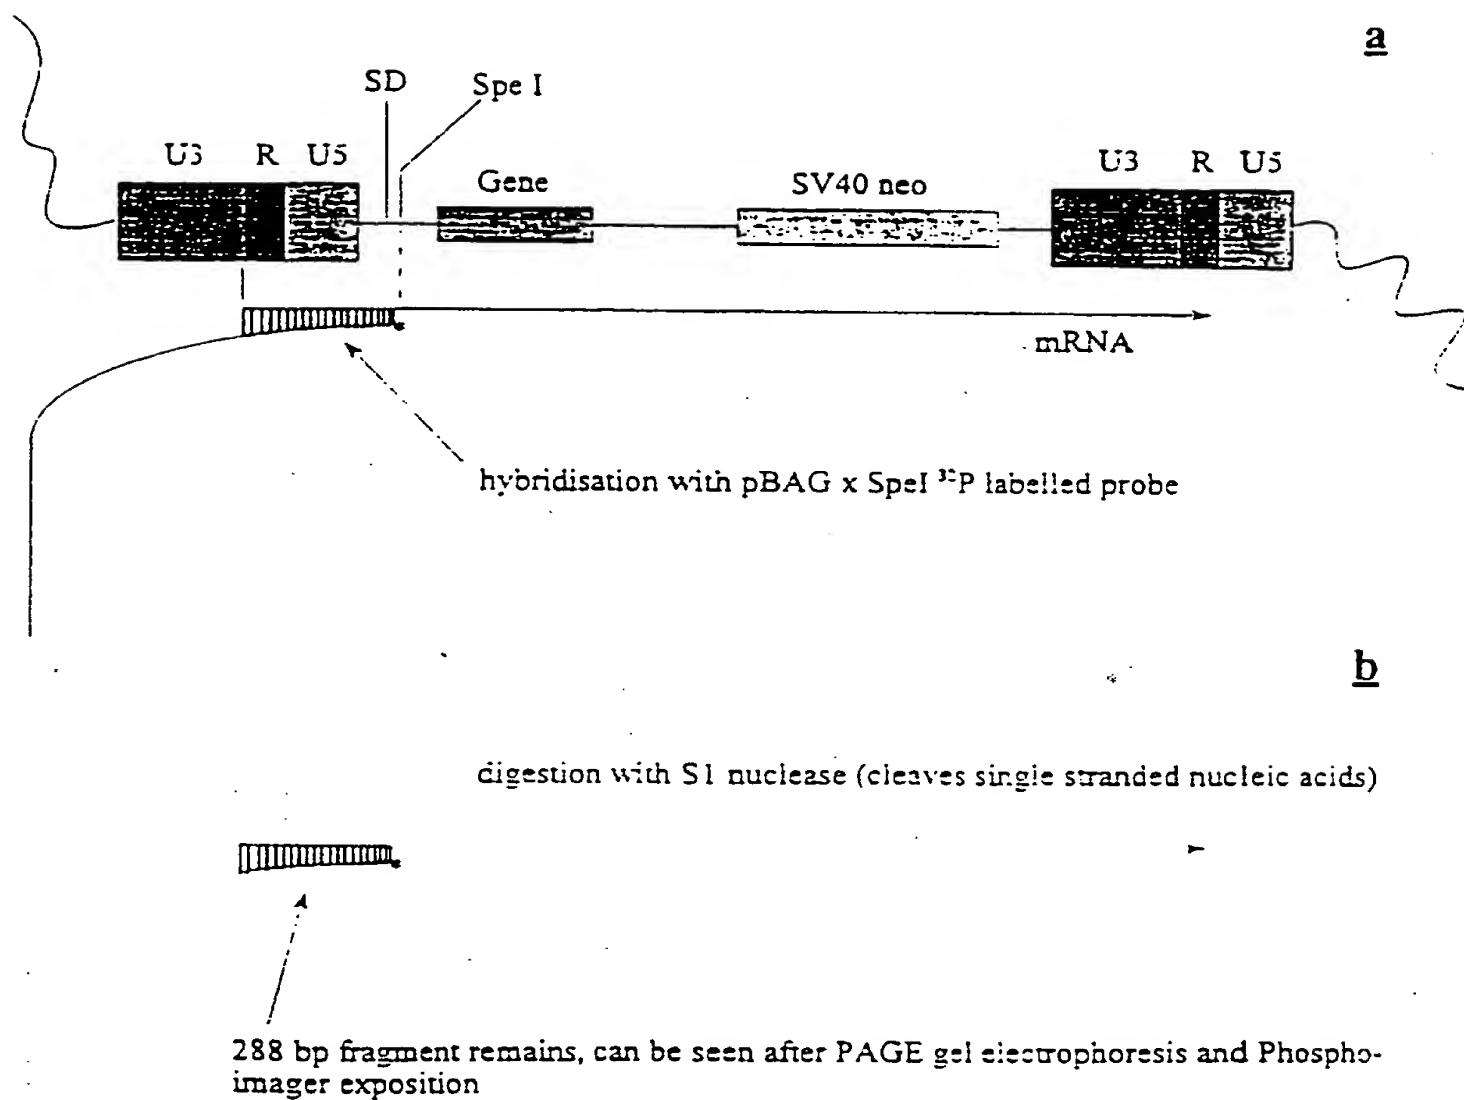 a
SD
Spe I
U3 R U5
Gene
SV40 neo
U3 R U5
mRNA
hybridisation with pBAG x SpeI ³²P labelled probe
b
digestion with S1 nuclease (cleaves single stranded nucleic acids)
288 bp fragment remains, can be seen after PAGE gel electrophoresis and Phospho-
imager exposition